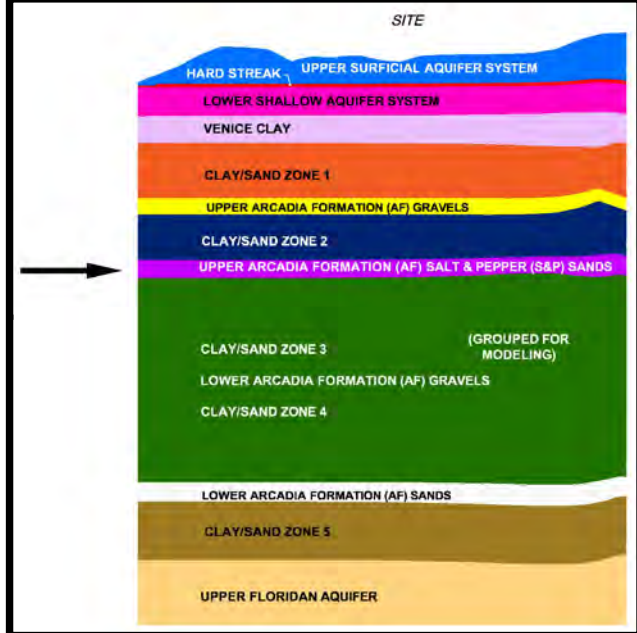 SITE
UPPER SURFICIAL AQUIFER SYSTEM
HARD STREAK
LOWER SHALLOW AQUIFER SYSTEM
VENICE CLAY
CLAY/SAND ZONE 1
UPPER ARCADIA FORMATION (AF) GRAVELS
CLAY/SAND ZONE 2
UPPER ARCADIA FORMATION (AF) SALT & PEPPER (S&P) SANDS
CLAY/SAND ZONE 3
(GROUPED FOR
MODELING)
LOWER ARCADIA FORMATION (AF) GRAVELS
CLAY/SAND ZONE 4
LOWER ARCADIA FORMATION (AF) SANDS
CLAY/SAND ZONE 5
UPPER FLORIDAN AQUIFER